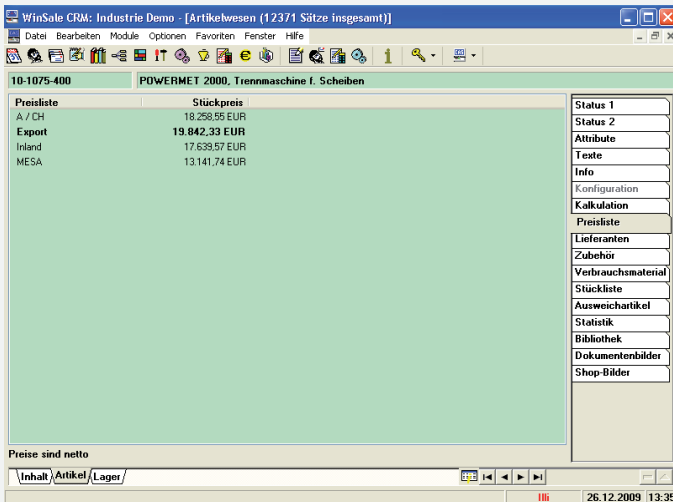 WinSale CRM: Industrie Demo - [Artikelwesen (12371 Sätze insgesamt)]
Datei Bearbeiten Module Optionen Favoriten Fenster Hilfe
10-1075-400 POWERMET 2000, Trennmaschine f. Scheiben
Preisliste Stückpreis
A / CH 18.258,55 EUR
Export 19.842,33 EUR
Inland 17.639,57 EUR
MESA 13.141,74 EUR
Status 1
Status 2
Attribute
Texte
Info
Konfiguration
Kalkulation
Preisliste
Lieferanten
Zubehör
Verbrauchsmaterial
Stückliste
Ausweichartikel
Statistik
Bibliothek
Dokumentenbilder
Shop-Bilder
Preise sind netto
Inhalt Artikel Lager
Ulli 26.12.2009 13:35